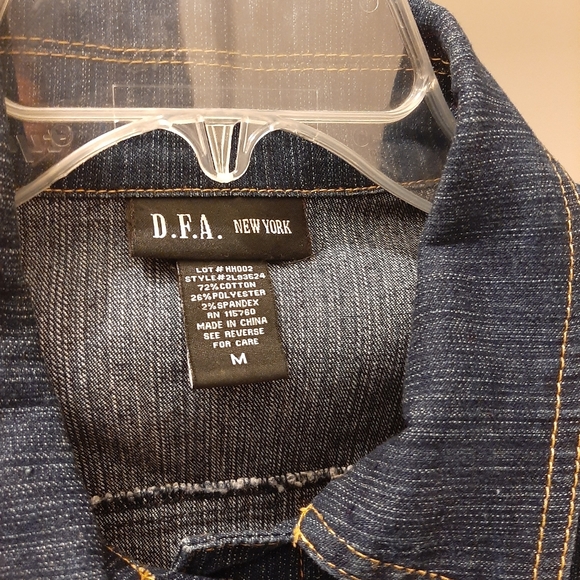 D.F.A. NEW YORK
LOT # HH002
STYLE#2L83524
72%COTTON
26%POLYESTER
2%SPANDEX
RN 115760
MADE IN CHINA
SEE REVERSE
FOR CARE
M